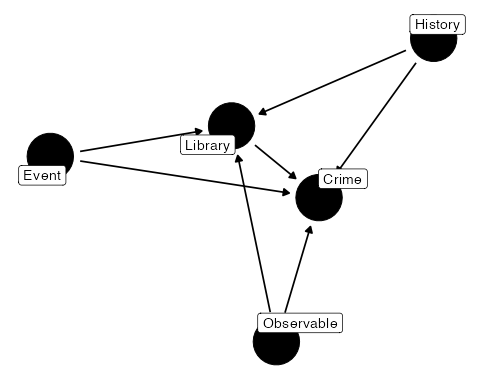 History
Library
Event
Crime
Observable